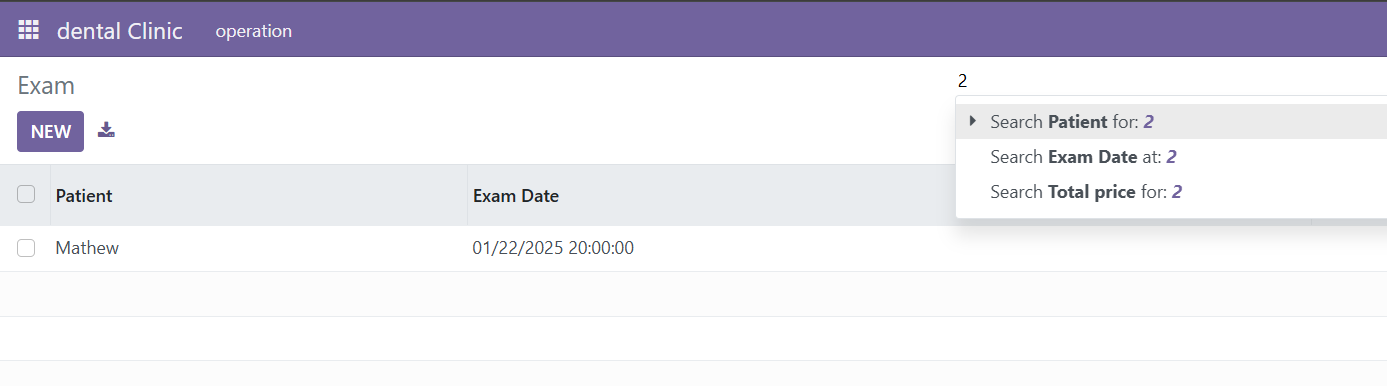 dental Clinic operation
Exam
2
NEW
Search Patient for: 2
Search Exam Date at: 2
Search Total price for: 2
Patient Exam Date
Mathew 01/22/2025 20:00:00